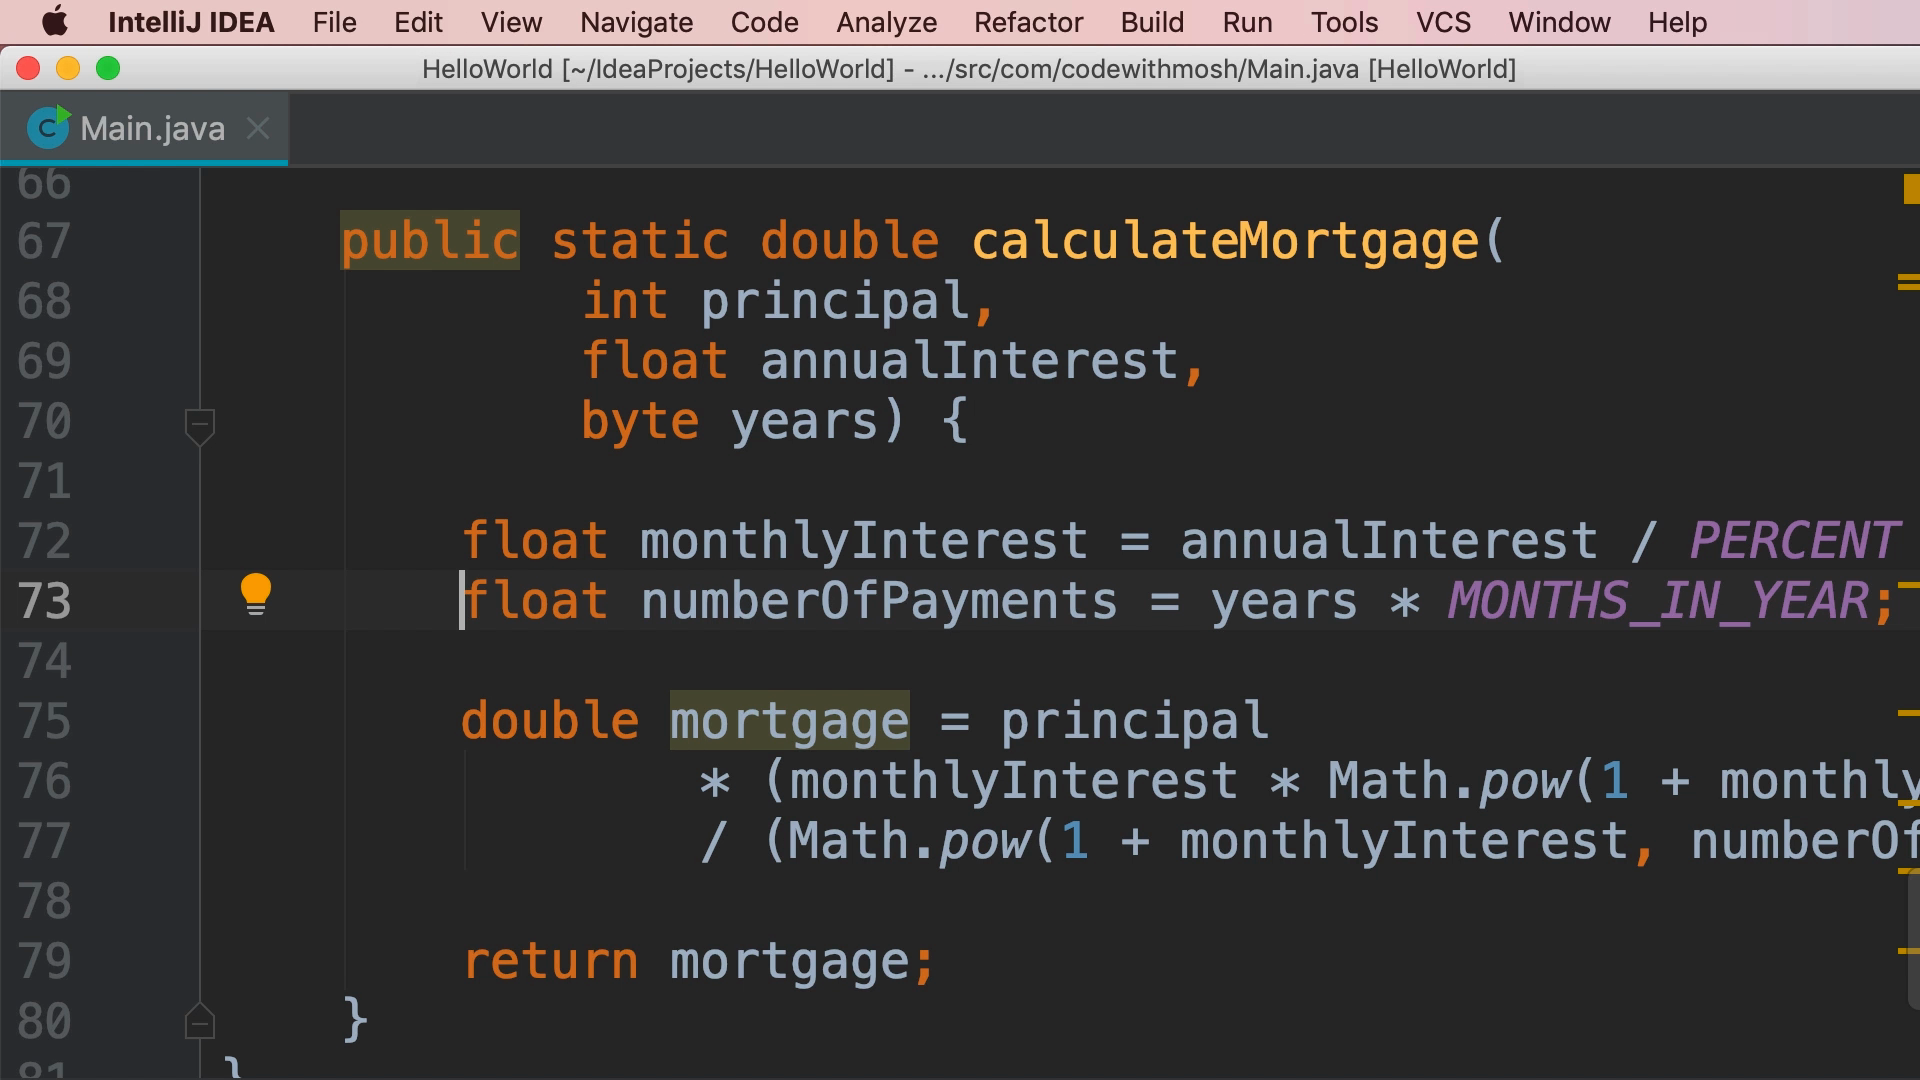 IntelliJ IDEA File Edit View Navigate Code Analyze Refactor Build Run Tools VCS Window Help
HelloWorld [~/IdeaProjects/HelloWorld] - .../src/com/codewithmosh/Main.java [HelloWorld]
C Main.java
66
67 public static double calculateMortgage(
68 int principal,
69 float annualInterest,
70 byte years) {
71
72 float monthlyInterest = annualInterest / PERCENT
73 float numberOfPayments = years * MONTHS_IN_YEAR;
74
75 double mortgage = principal
76 * (monthlyInterest * Math.pow(1 + monthly
77 / (Math.pow(1 + monthlyInterest, numberOf
78
79 return mortgage;
80 }
81 }